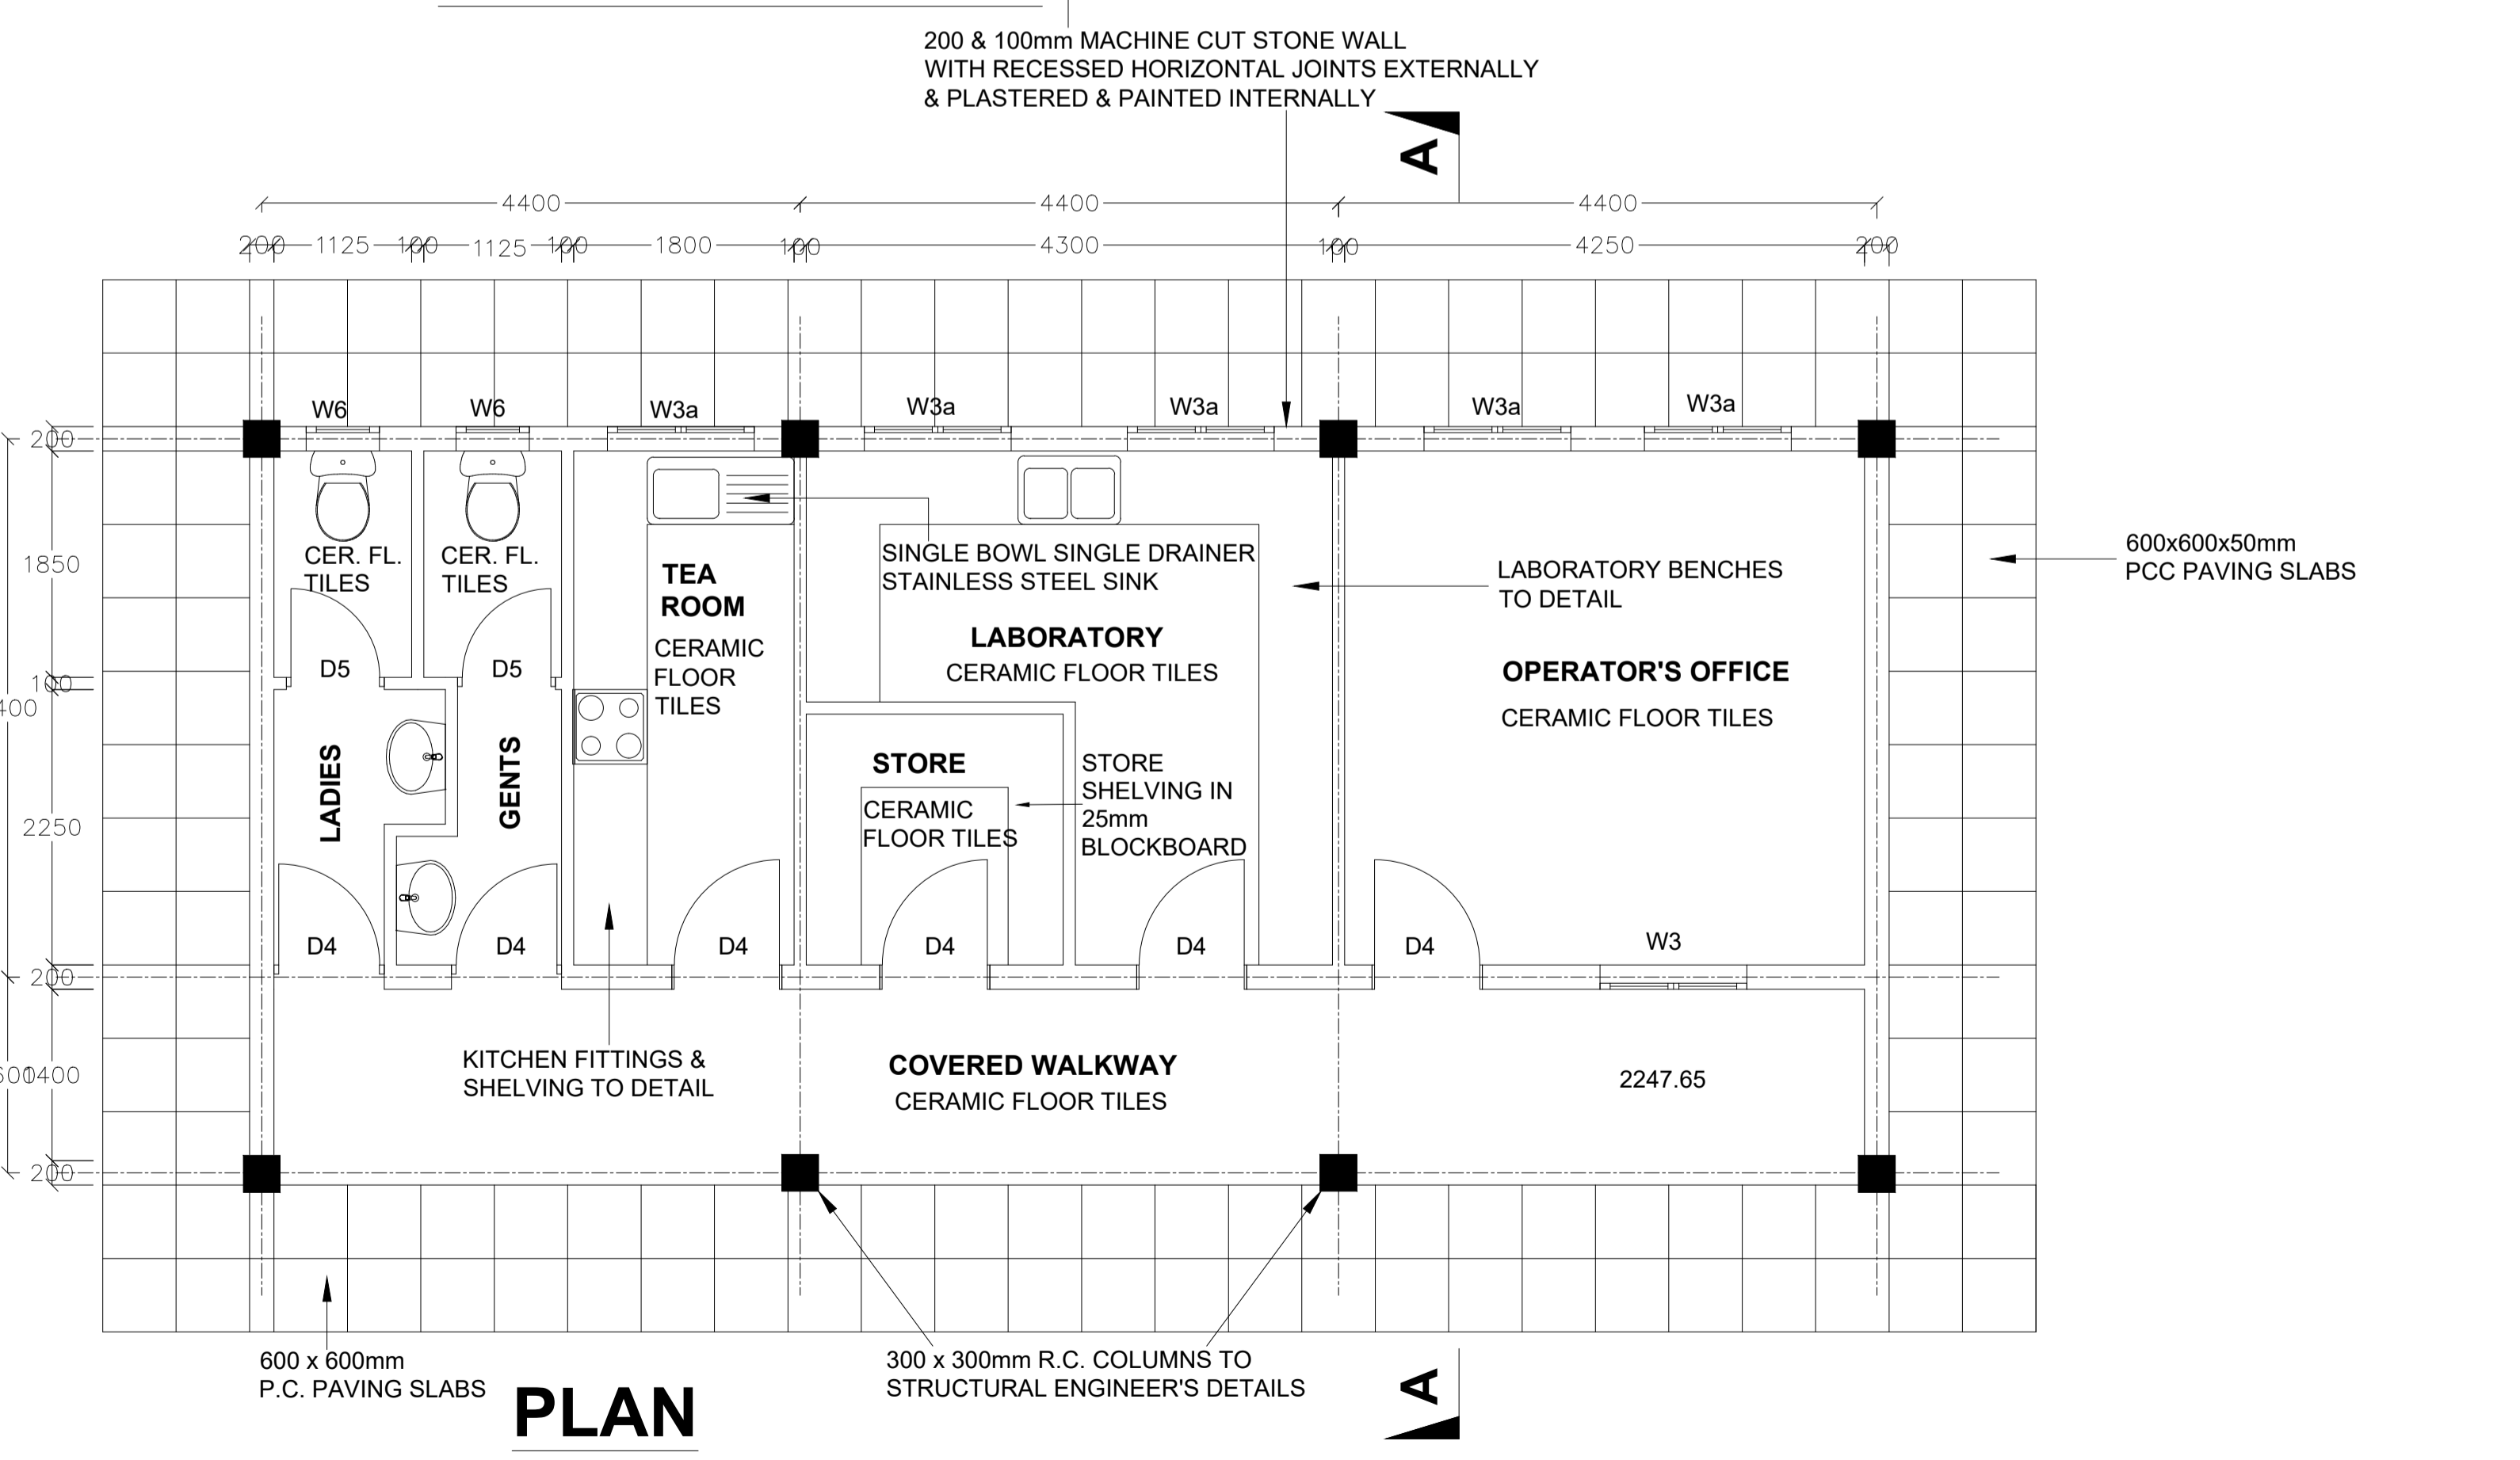 200 & 100mm MACHINE CUT STONE WALL
WITH RECESSED HORIZONTAL JOINTS EXTERNALLY
& PLASTERED & PAINTED INTERNALLY
A
4400
4400
4400
200
1125
100
1125
100
1800
100
4300
100
4250
200
W6
W6
W3a
W3a
W3a
W3a
W3a
200
1850
100
400
2250
200
1400
200
CER. FL.
TILES
CER. FL.
TILES
TEA
ROOM
CERAMIC
FLOOR
TILES
SINGLE BOWL SINGLE DRAINER
STAINLESS STEEL SINK
LABORATORY
CERAMIC FLOOR TILES
LABORATORY BENCHES
TO DETAIL
OPERATOR'S OFFICE
CERAMIC FLOOR TILES
600x600x50mm
PCC PAVING SLABS
D5
D5
LADIES
GENTS
STORE
CERAMIC
FLOOR TILES
STORE
SHELVING IN
25mm
BLOCKBOARD
D4
D4
D4
D4
D4
D4
W3
KITCHEN FITTINGS &
SHELVING TO DETAIL
COVERED WALKWAY
CERAMIC FLOOR TILES
2247.65
600 x 600mm
P.C. PAVING SLABS
PLAN
300 x 300mm R.C. COLUMNS TO
STRUCTURAL ENGINEER'S DETAILS
A